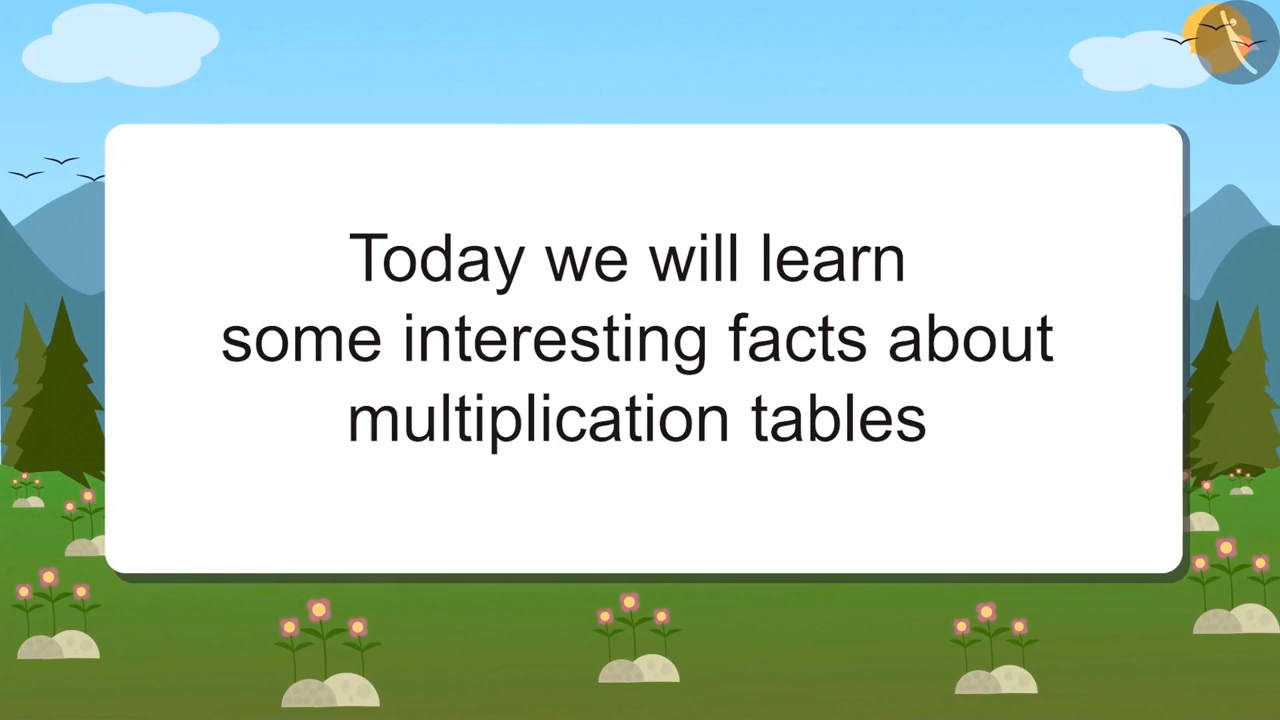 Today we will learn
some interesting facts about
multiplication tables